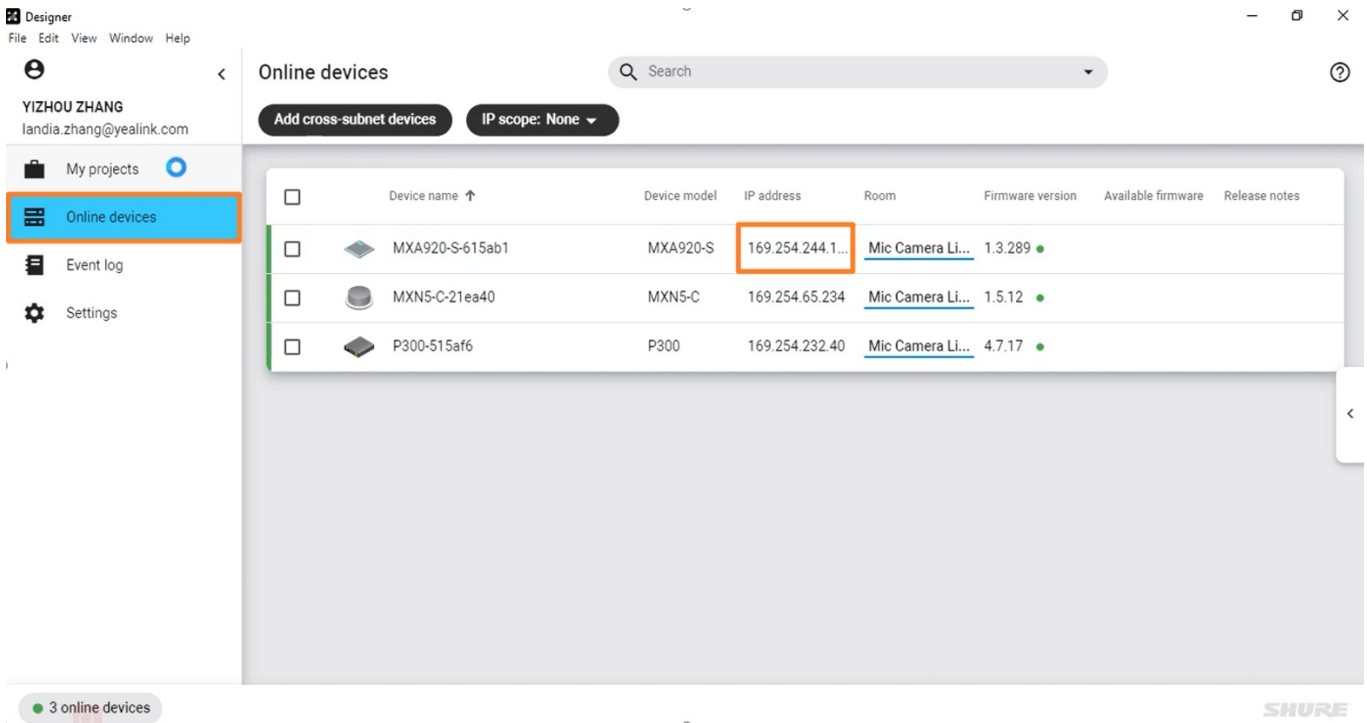 Designer
File Edit View Window Help
YIZHOU ZHANG
landia.zhang@yealink.com
My projects
Online devices
Event log
Settings
Online devices
Search
Add cross-subnet devices
IP scope: None
Device name Device model IP address Room Firmware version Available firmware Release notes
MXA920-S-615ab1 MXA920-S 169.254.244.1... Mic Camera Li... 1.3.289
MXN5-C-21ea40 MXN5-C 169.254.65.234 Mic Camera Li... 1.5.12
P300-515af6 P300 169.254.232.40 Mic Camera Li... 4.7.17
3 online devices
SHURE